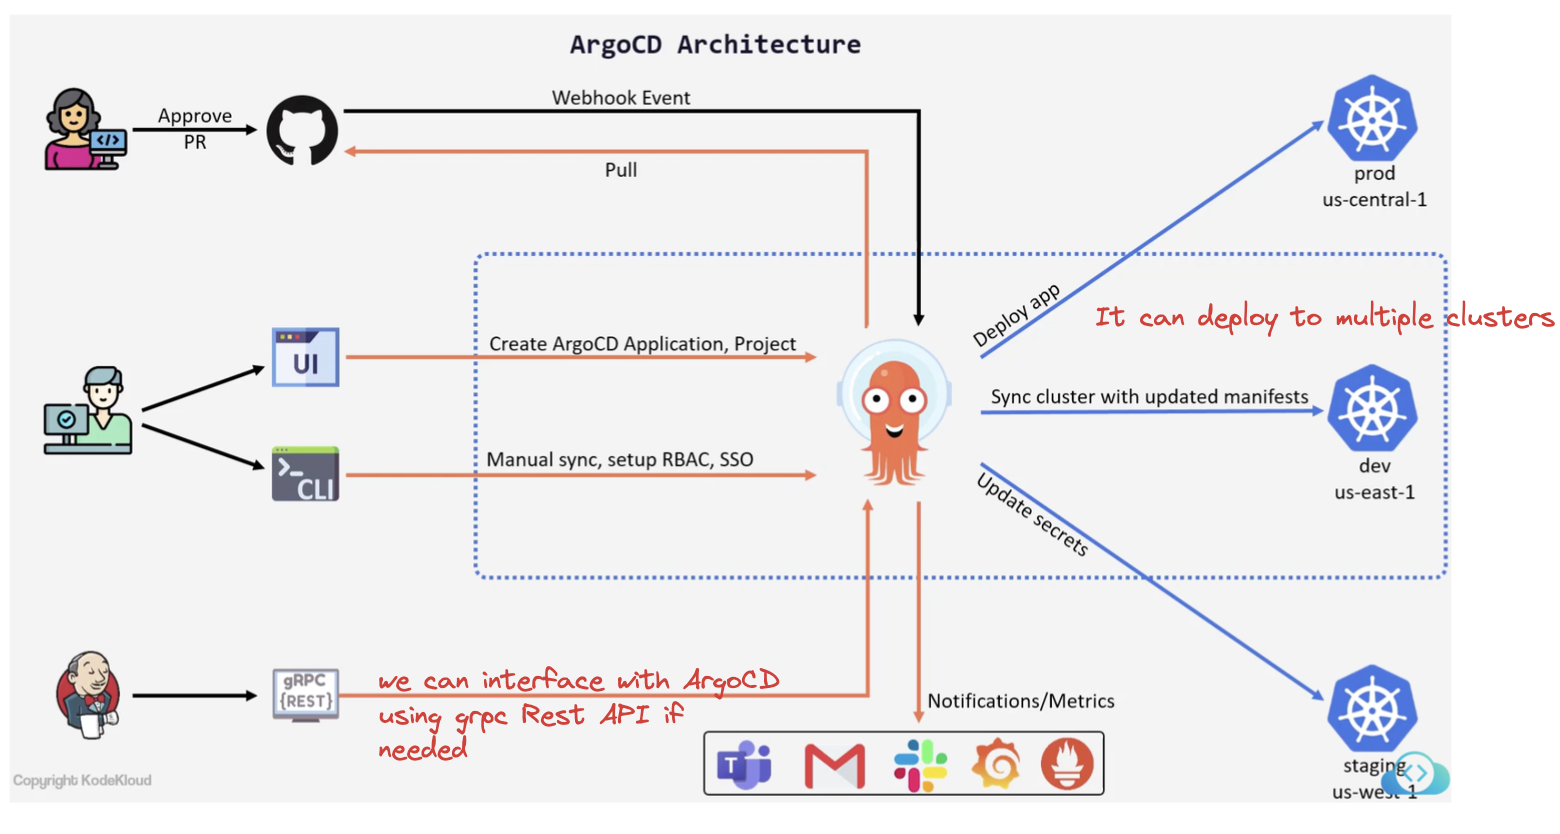 ArgoCD Architecture
Approve
PR
Webhook Event
Pull
prod
us-central-1
Deploy app
It can deploy to multiple clusters
UI
Create ArgoCD Application, Project
Sync cluster with updated manifests
>_
CLI
Manual sync, setup RBAC, SSO
dev
us-east-1
Update secrets
gRPC
{REST}
we can interface with ArgoCD
using grpc Rest API if
needed
Notifications/Metrics
T
staging
us-west-1
Copyright KodeKloud